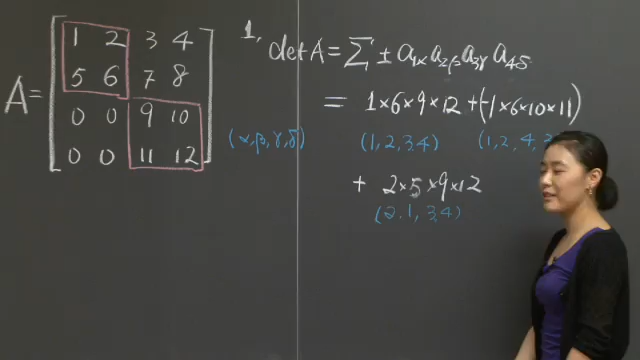 A = [1 2 3 4
5 6 7 8
0 0 9 10
0 0 11 12]
1.
det A = Σ ± a₁α a₂β a₃γ a₄δ
= 1×6×9×12 + (-1×6×10×11)
(α, β, γ, δ) (1, 2, 3, 4) (1, 2, 4, 3
+ 2×5×9×12
(2, 1, 3, 4)